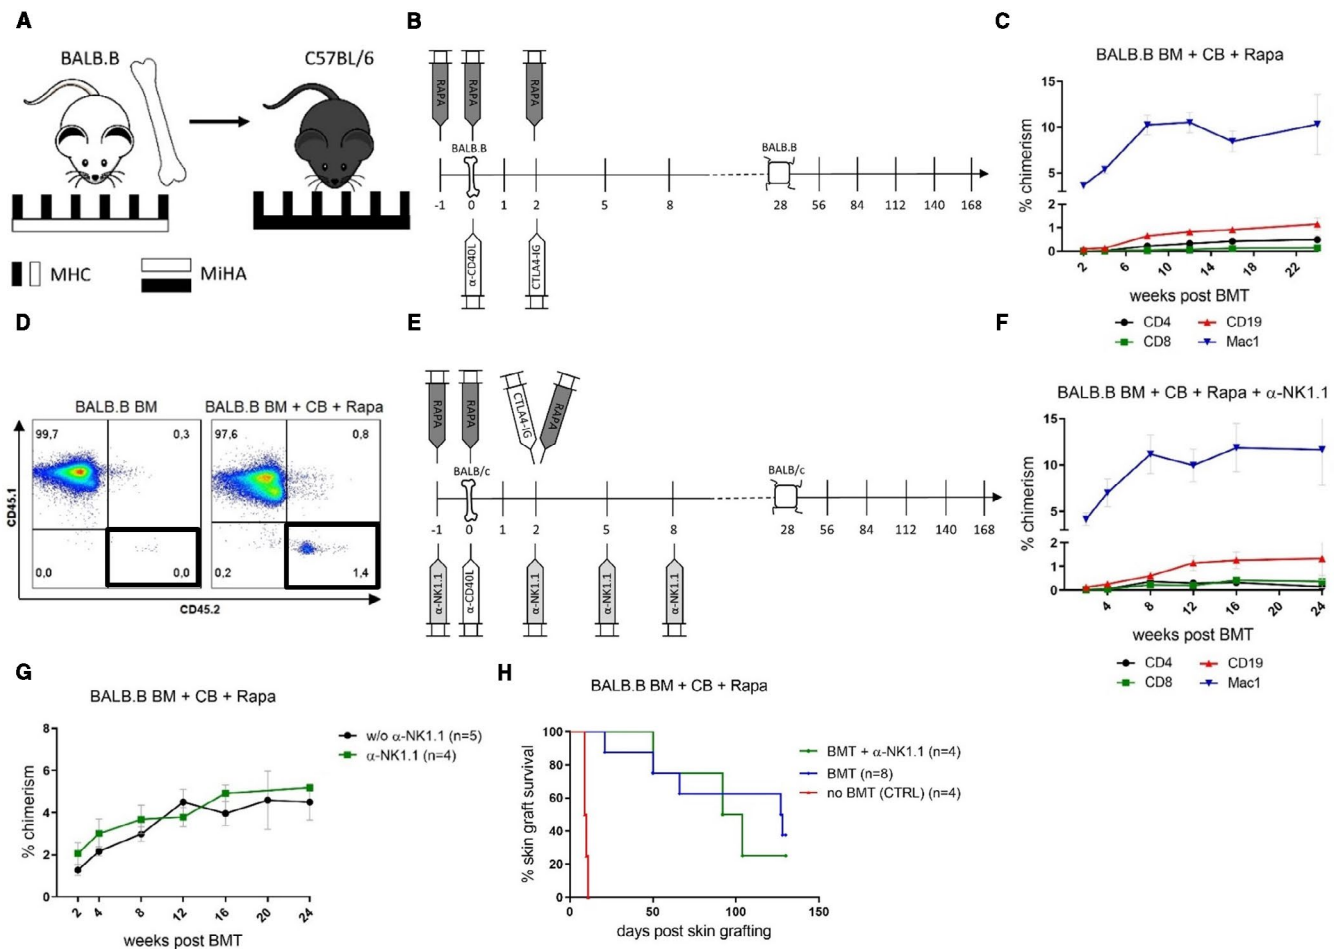 A
BALB.B
C57BL/6
MHC
MiHA
B
RAPA
RAPA
RAPA
BALB.B
BALB.B
-1 0 1 2 5 8 28 56 84 112 140 168
α-CD40L
CTLA4-IG
C
BALB.B BM + CB + Rapa
% chimerism
15
10
5
2
1
0
2 6 10 14 18 22
weeks post BMT
CD4 CD19
CD8 Mac1
D
BALB.B BM
BALB.B BM + CB + Rapa
99,7 0,3
97,6 0,8
0,0 0,0
0,2 1,4
CD45.1
CD45.2
E
RAPA
RAPA
CTLA4-IG
RAPA
BALB/c
BALB/c
-1 0 1 2 5 8 28 56 84 112 140 168
α-NK1.1
α-CD40L
α-NK1.1
α-NK1.1
α-NK1.1
F
BALB.B BM + CB + Rapa + α-NK1.1
% chimerism
15
10
5
2
1
0
4 8 12 16 20 24
weeks post BMT
CD4 CD19
CD8 Mac1
G
BALB.B BM + CB + Rapa
% chimerism
8
6
4
2
0
2 4 8 12 16 20 24
weeks post BMT
w/o α-NK1.1 (n=5)
α-NK1.1 (n=4)
H
BALB.B BM + CB + Rapa
% skin graft survival
100
80
60
40
20
0
0 50 100 150
days post skin grafting
BMT + α-NK1.1 (n=4)
BMT (n=8)
no BMT (CTRL) (n=4)